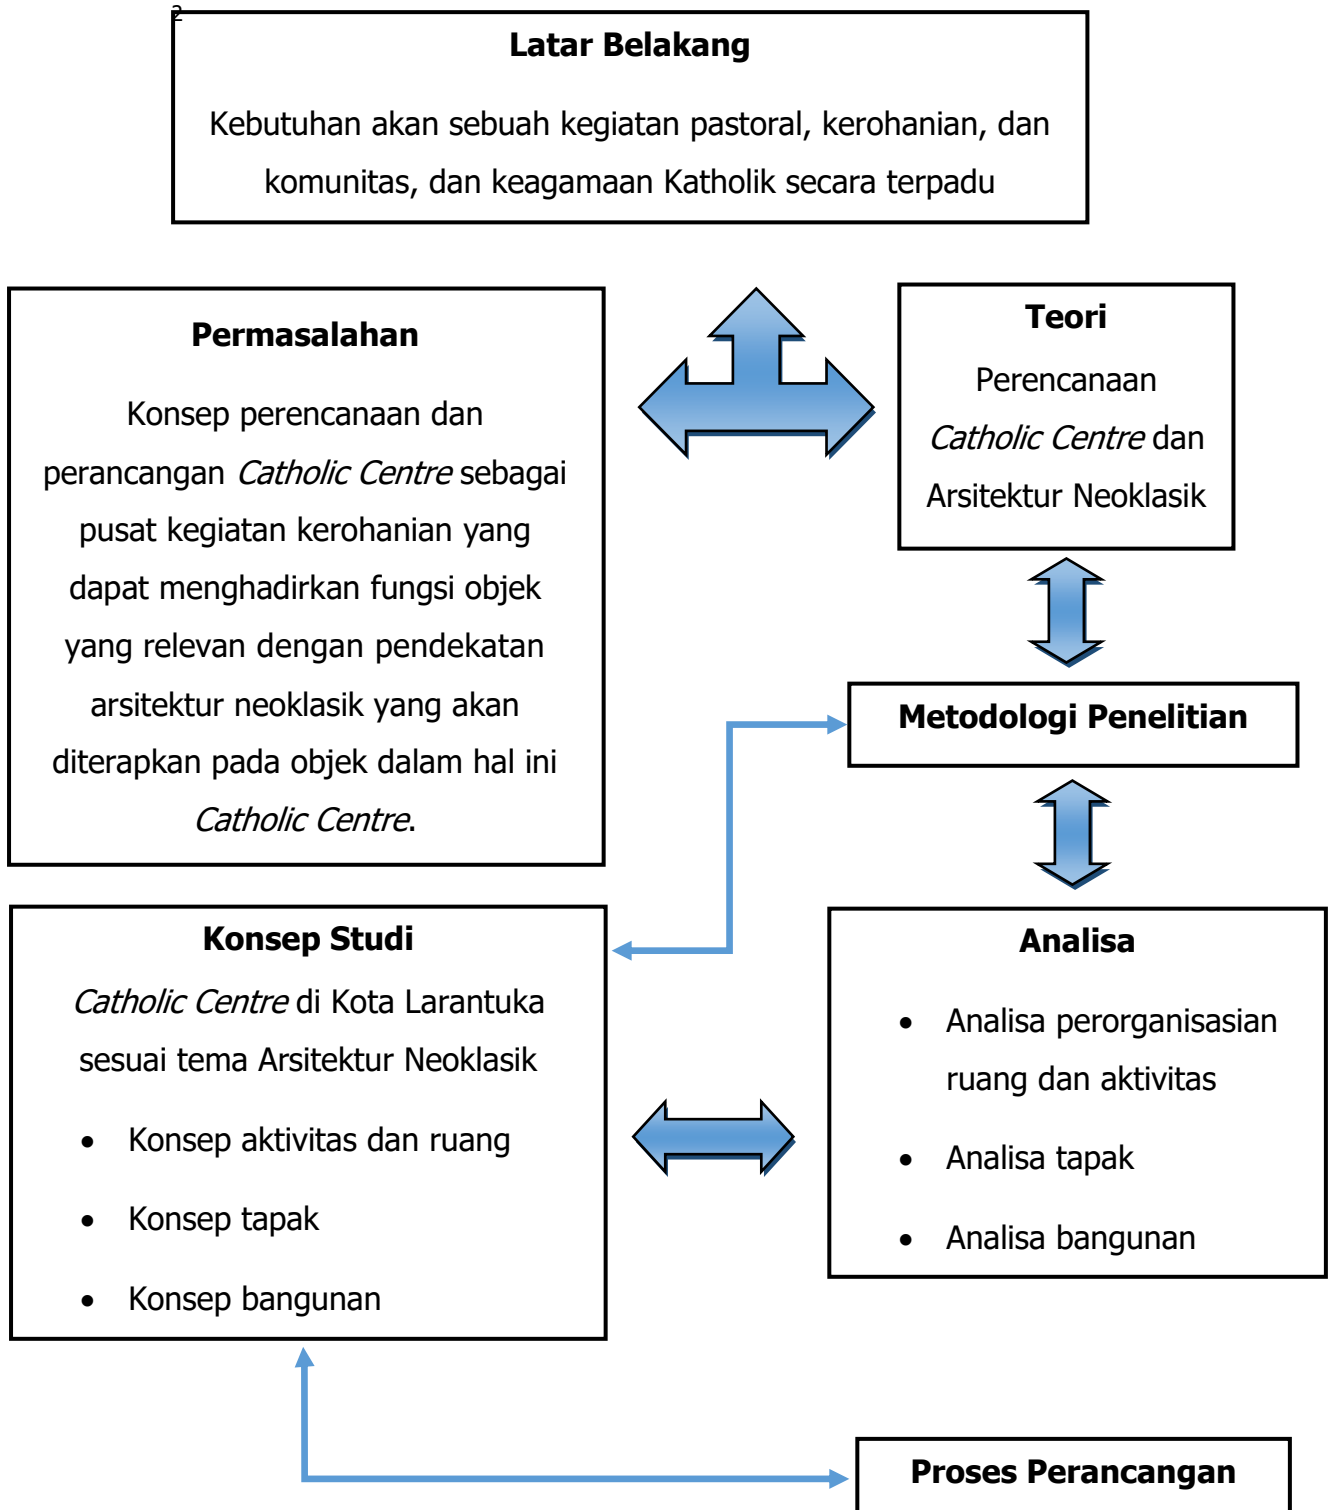 2
Latar Belakang
Kebutuhan akan sebuah kegiatan pastoral, kerohanian, dan
komunitas, dan keagamaan Katholik secara terpadu
Permasalahan
Konsep perencanaan dan
perancangan Catholic Centre sebagai
pusat kegiatan kerohanian yang
dapat menghadirkan fungsi objek
yang relevan dengan pendekatan
arsitektur neoklasik yang akan
diterapkan pada objek dalam hal ini
Catholic Centre.
Teori
Perencanaan
Catholic Centre dan
Arsitektur Neoklasik
Metodologi Penelitian
Konsep Studi
Catholic Centre di Kota Larantuka
sesuai tema Arsitektur Neoklasik
• Konsep aktivitas dan ruang
• Konsep tapak
• Konsep bangunan
Analisa
• Analisa perorganisasian
ruang dan aktivitas
• Analisa tapak
• Analisa bangunan
Proses Perancangan